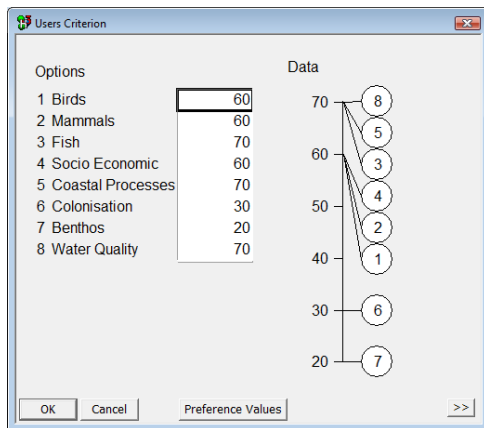 Users Criterion
Options
1 Birds 60
2 Mammals 60
3 Fish 70
4 Socio Economic 60
5 Coastal Processes 70
6 Colonisation 30
7 Benthos 20
8 Water Quality 70
Data
70 8
5
60 3
4
50 2
40 1
30 6
20 7
OK Cancel Preference Values >>